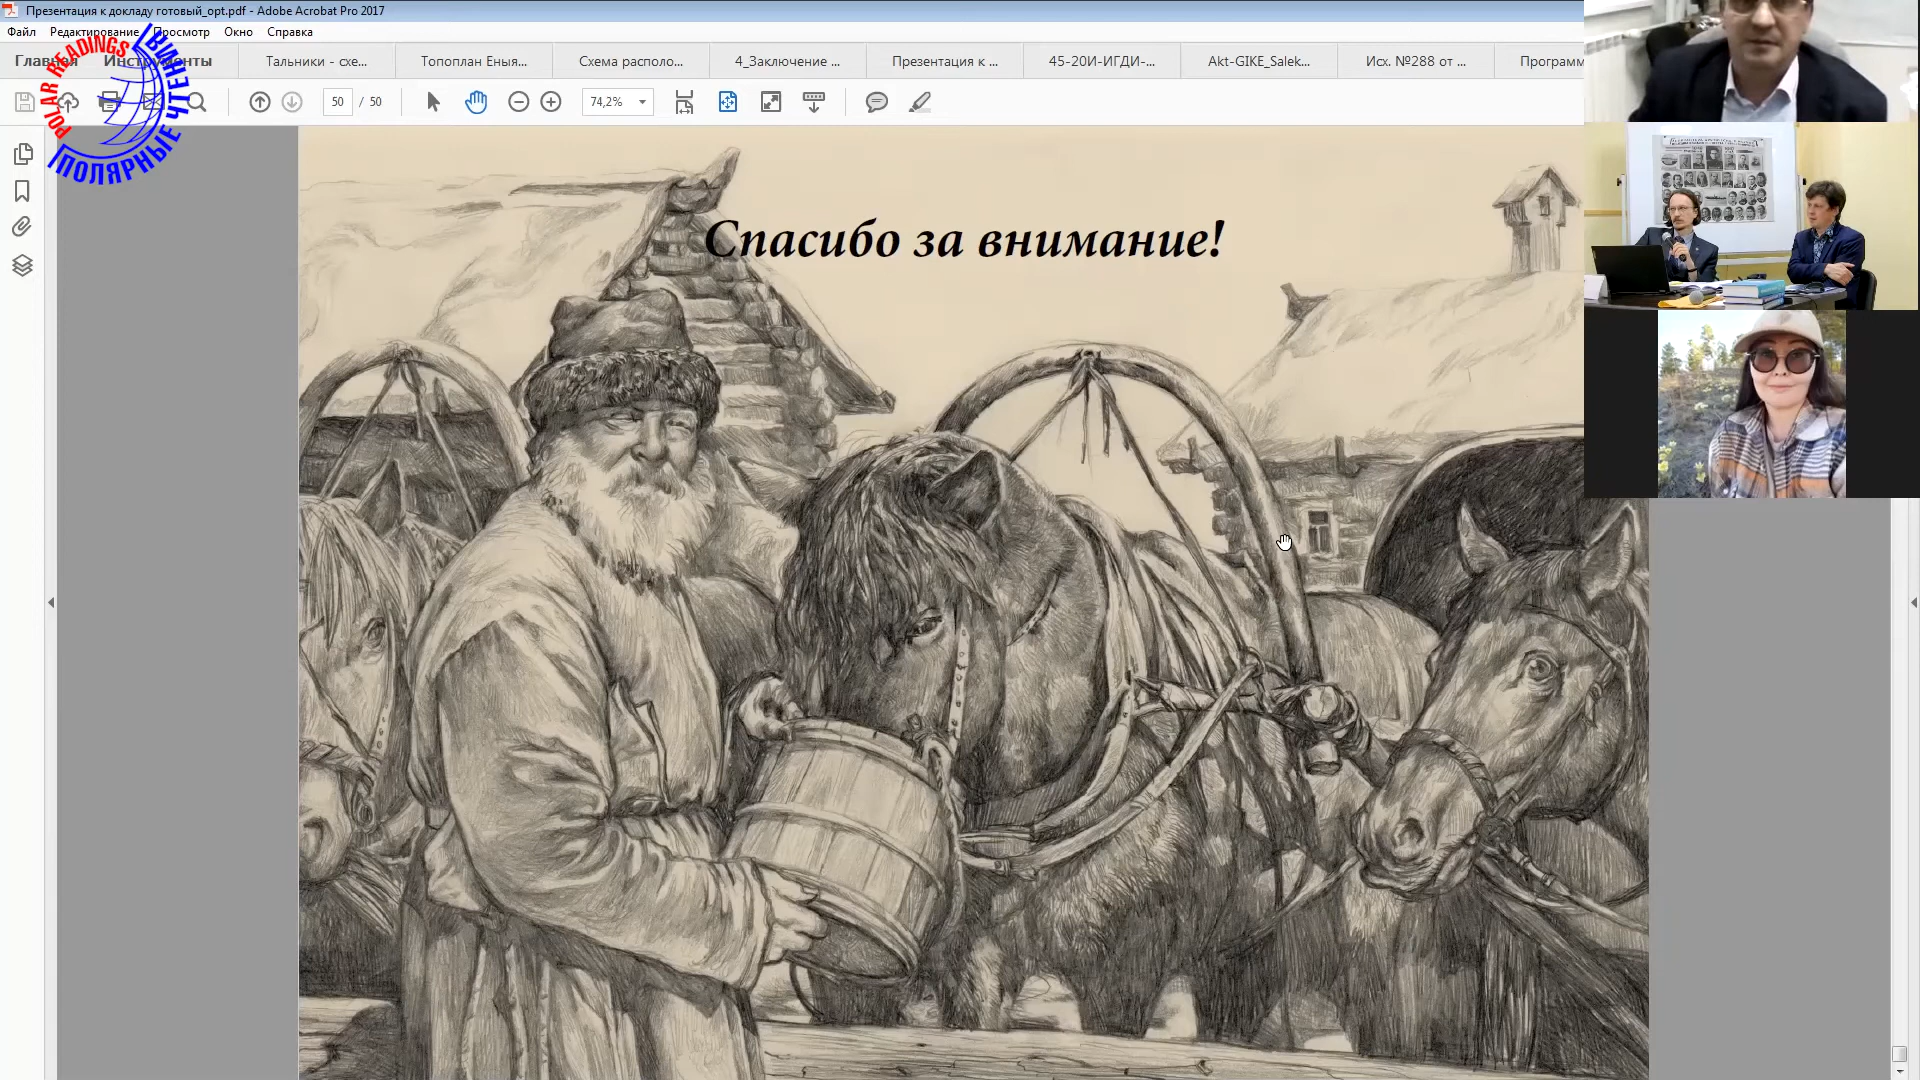 Презентация к докладу готовый_opt.pdf - Adobe Acrobat Pro 2017
Файл Редактирование Просмотр Окно Справка
Главная Инструменты Тальники - схе... Топоплан Еныя... Схема располо... 4_Заключение ... Презентация к ... 45-20И-ИГДИ-... Akt-GIKE_Salek... Исх. №288 от ... Программ
50 / 50 74,2%
POLAR READINGS
ПОЛЯРНЫЕ ЧТЕНИЯ
Спасибо за внимание!